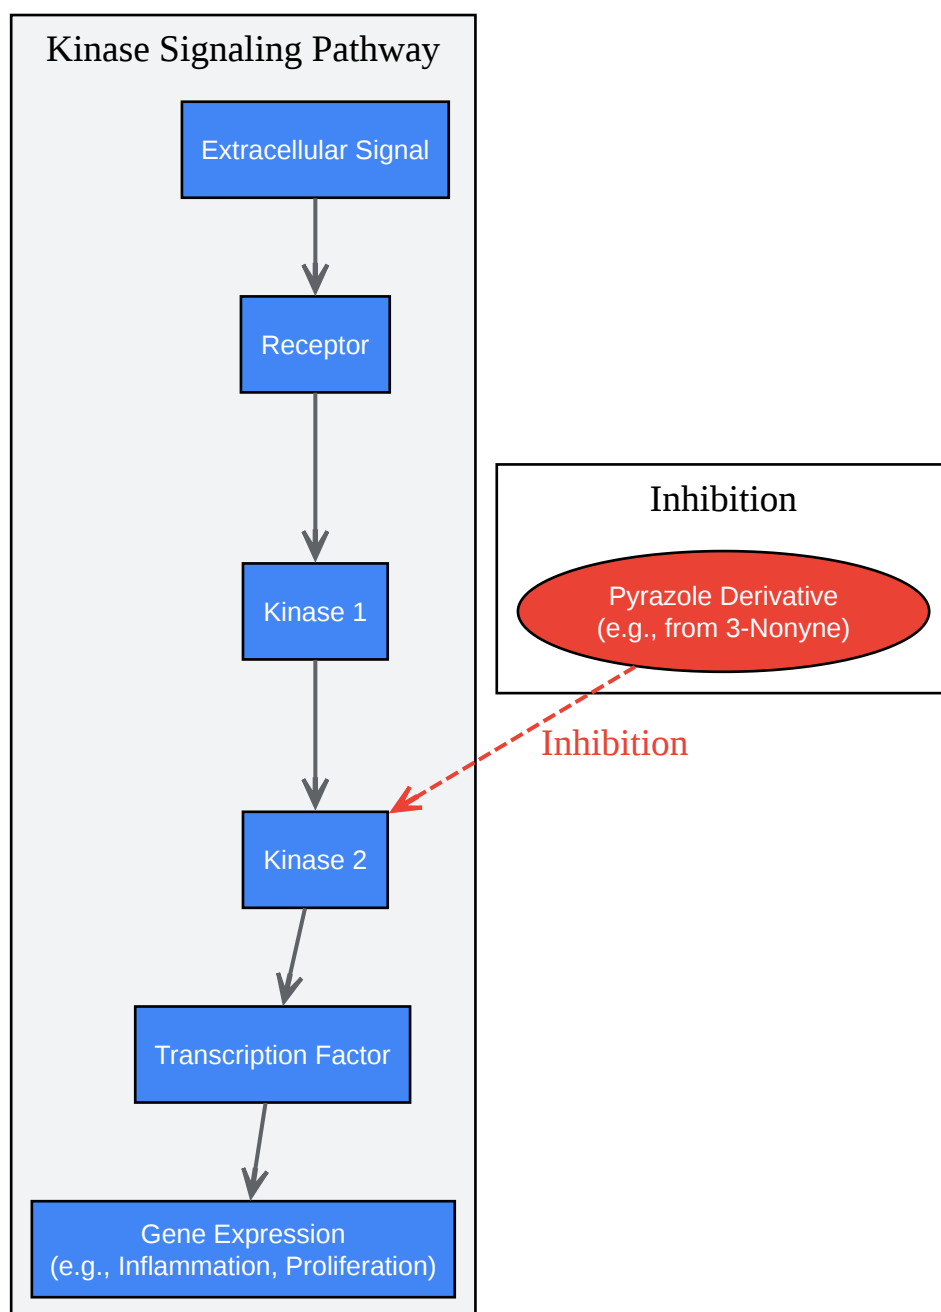 Kinase Signaling Pathway
Extracellular Signal
Receptor
Kinase 1
Kinase 2
Transcription Factor
Gene Expression
(e.g., Inflammation, Proliferation)
Inhibition
Pyrazole Derivative
(e.g., from 3-Nonyne)
Inhibition